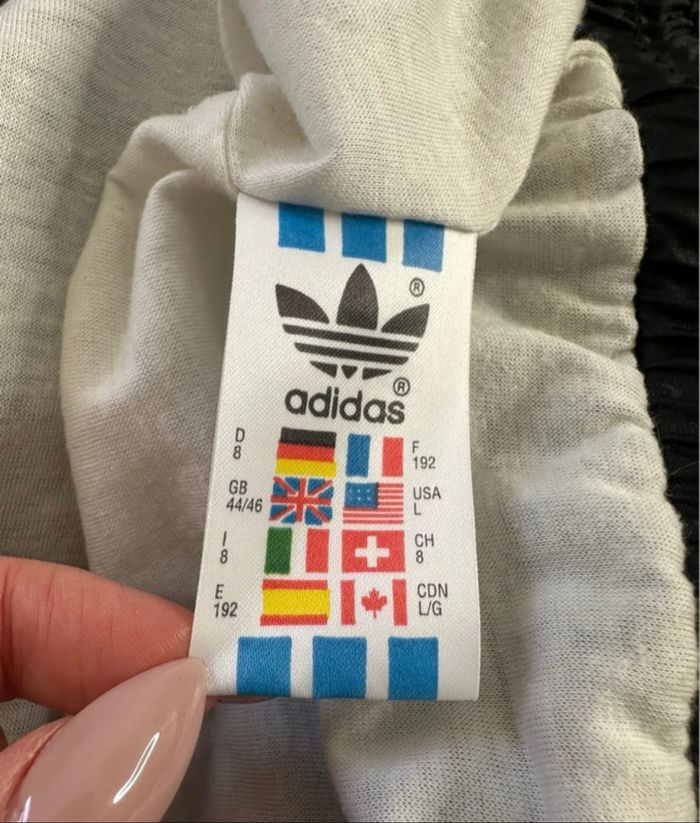 ®
®
adidas
D
8
F
192
GB
44/46
USA
L
I
8
CH
8
E
192
CDN
L/G